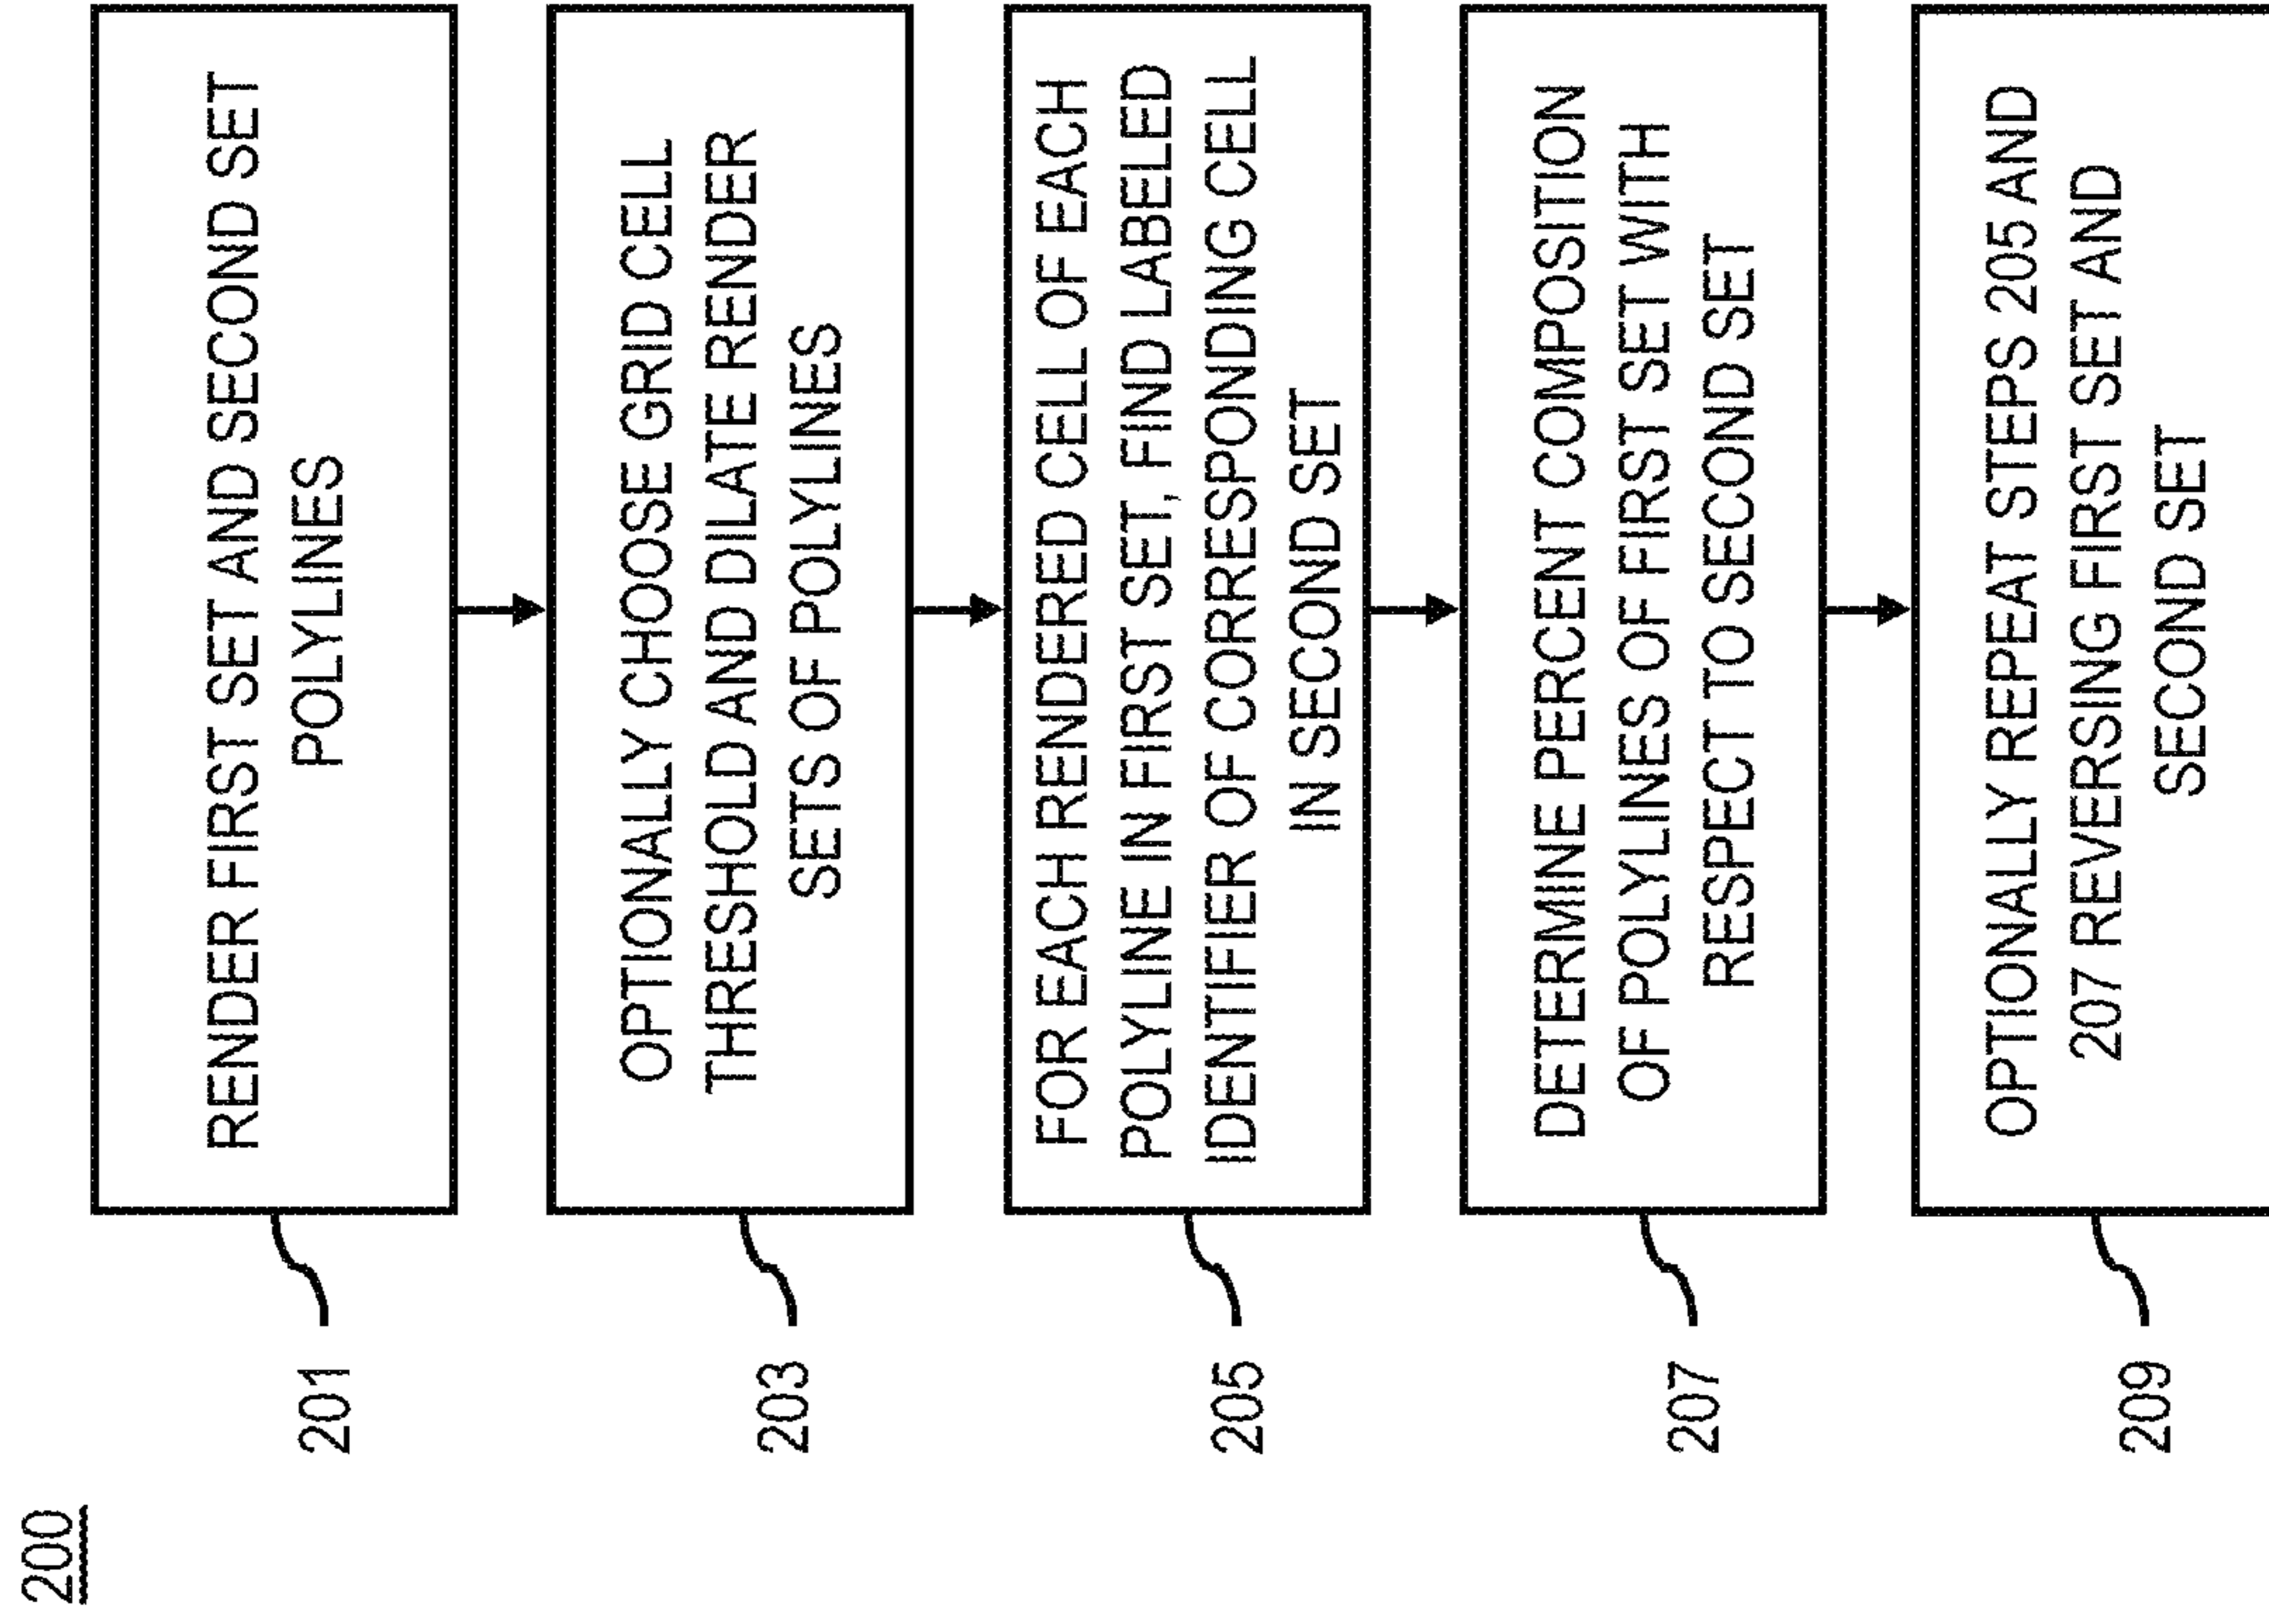 200
201
RENDER FIRST SET AND SECOND SET
POLYLINES
203
OPTIONALLY CHOOSE GRID CELL
THRESHOLD AND DILATE RENDER
SETS OF POLYLINES
205
FOR EACH RENDERED CELL OF EACH
POLYLINE IN FIRST SET, FIND LABELED
IDENTIFIER OF CORRESPONDING CELL
IN SECOND SET
207
DETERMINE PERCENT COMPOSITION
OF POLYLINES OF FIRST SET WITH
RESPECT TO SECOND SET
209
OPTIONALLY REPEAT STEPS 205 AND
207 REVERSING FIRST SET AND
SECOND SET